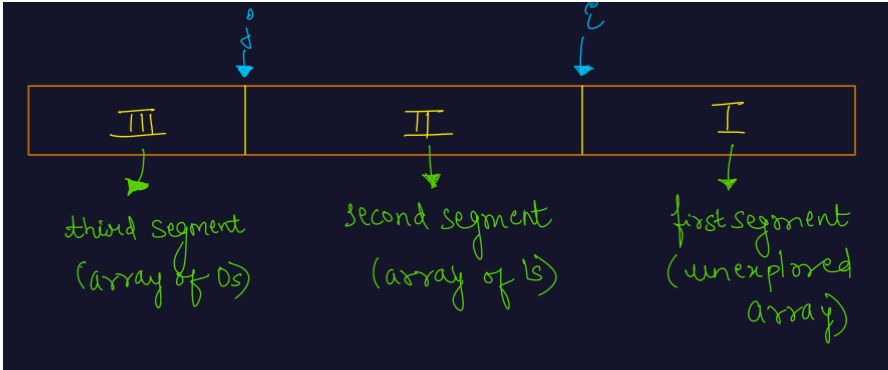 j
i
III
II
I
third segment
(array of 0s)
second segment
(array of 1s)
first segment
(unexplored
array)